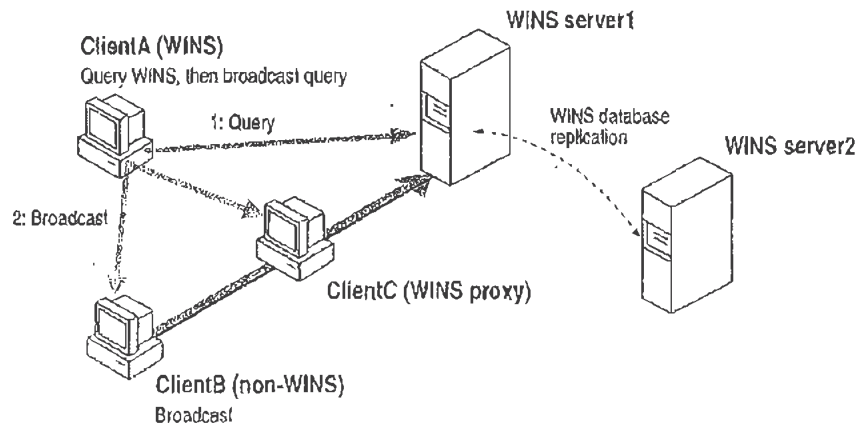 WINS server1
ClientA (WINS)
Query WINS, then broadcast query
1: Query
WINS database
replication
WINS server2
2: Broadcast
ClientC (WINS proxy)
ClientB (non-WINS)
Broadcast